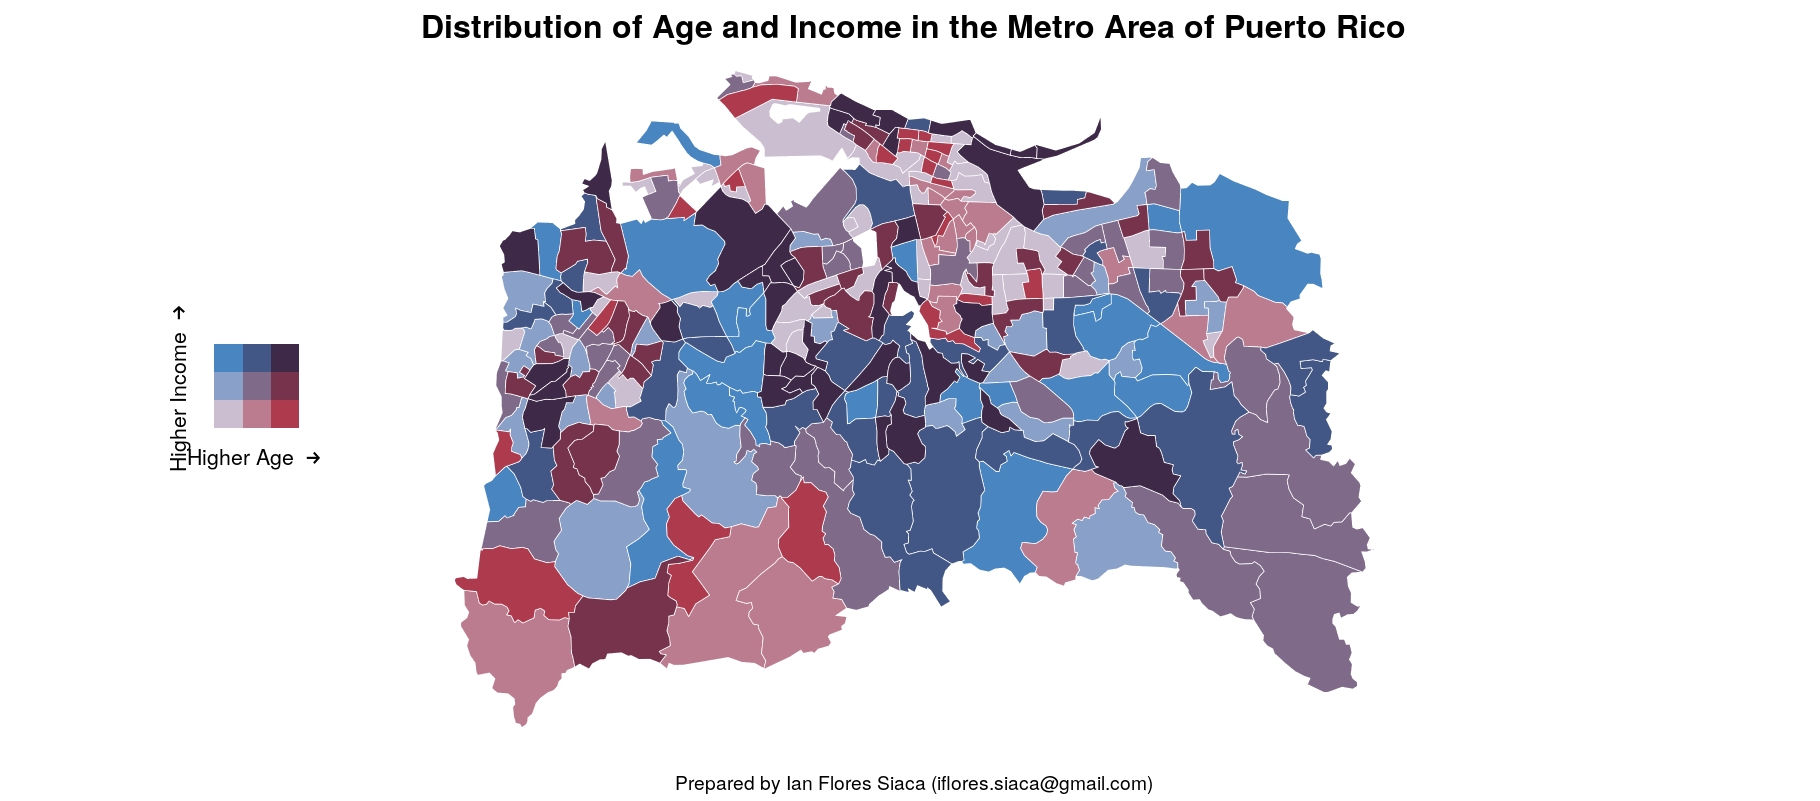 Distribution of Age and Income in the Metro Area of Puerto Rico
Higher Income →
Higher Age →
Prepared by Ian Flores Siaca (iflores.siaca@gmail.com)